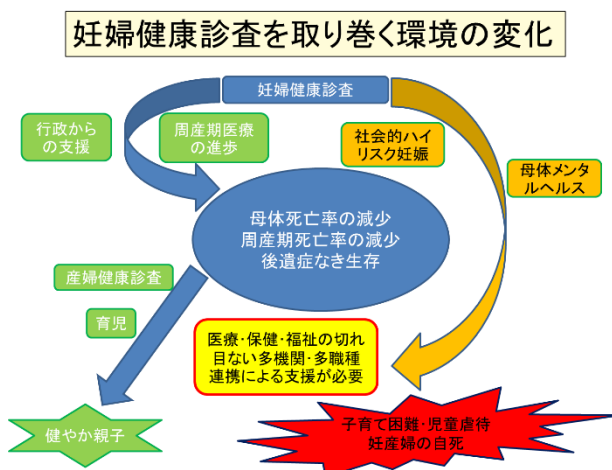 妊婦健康診査を取り巻く環境の変化
妊婦健康診査
行政から
の支援
周産期医療
の進歩
社会的ハイ
リスク妊娠
母体メンタ
ルヘルス
母体死亡率の減少
周産期死亡率の減少
後遺症なき生存
産婦健康診査
育児
医療・保健・福祉の切れ
目ない多機関・多職種
連携による支援が必要
健やか親子
子育て困難・児童虐待
妊産婦の自死